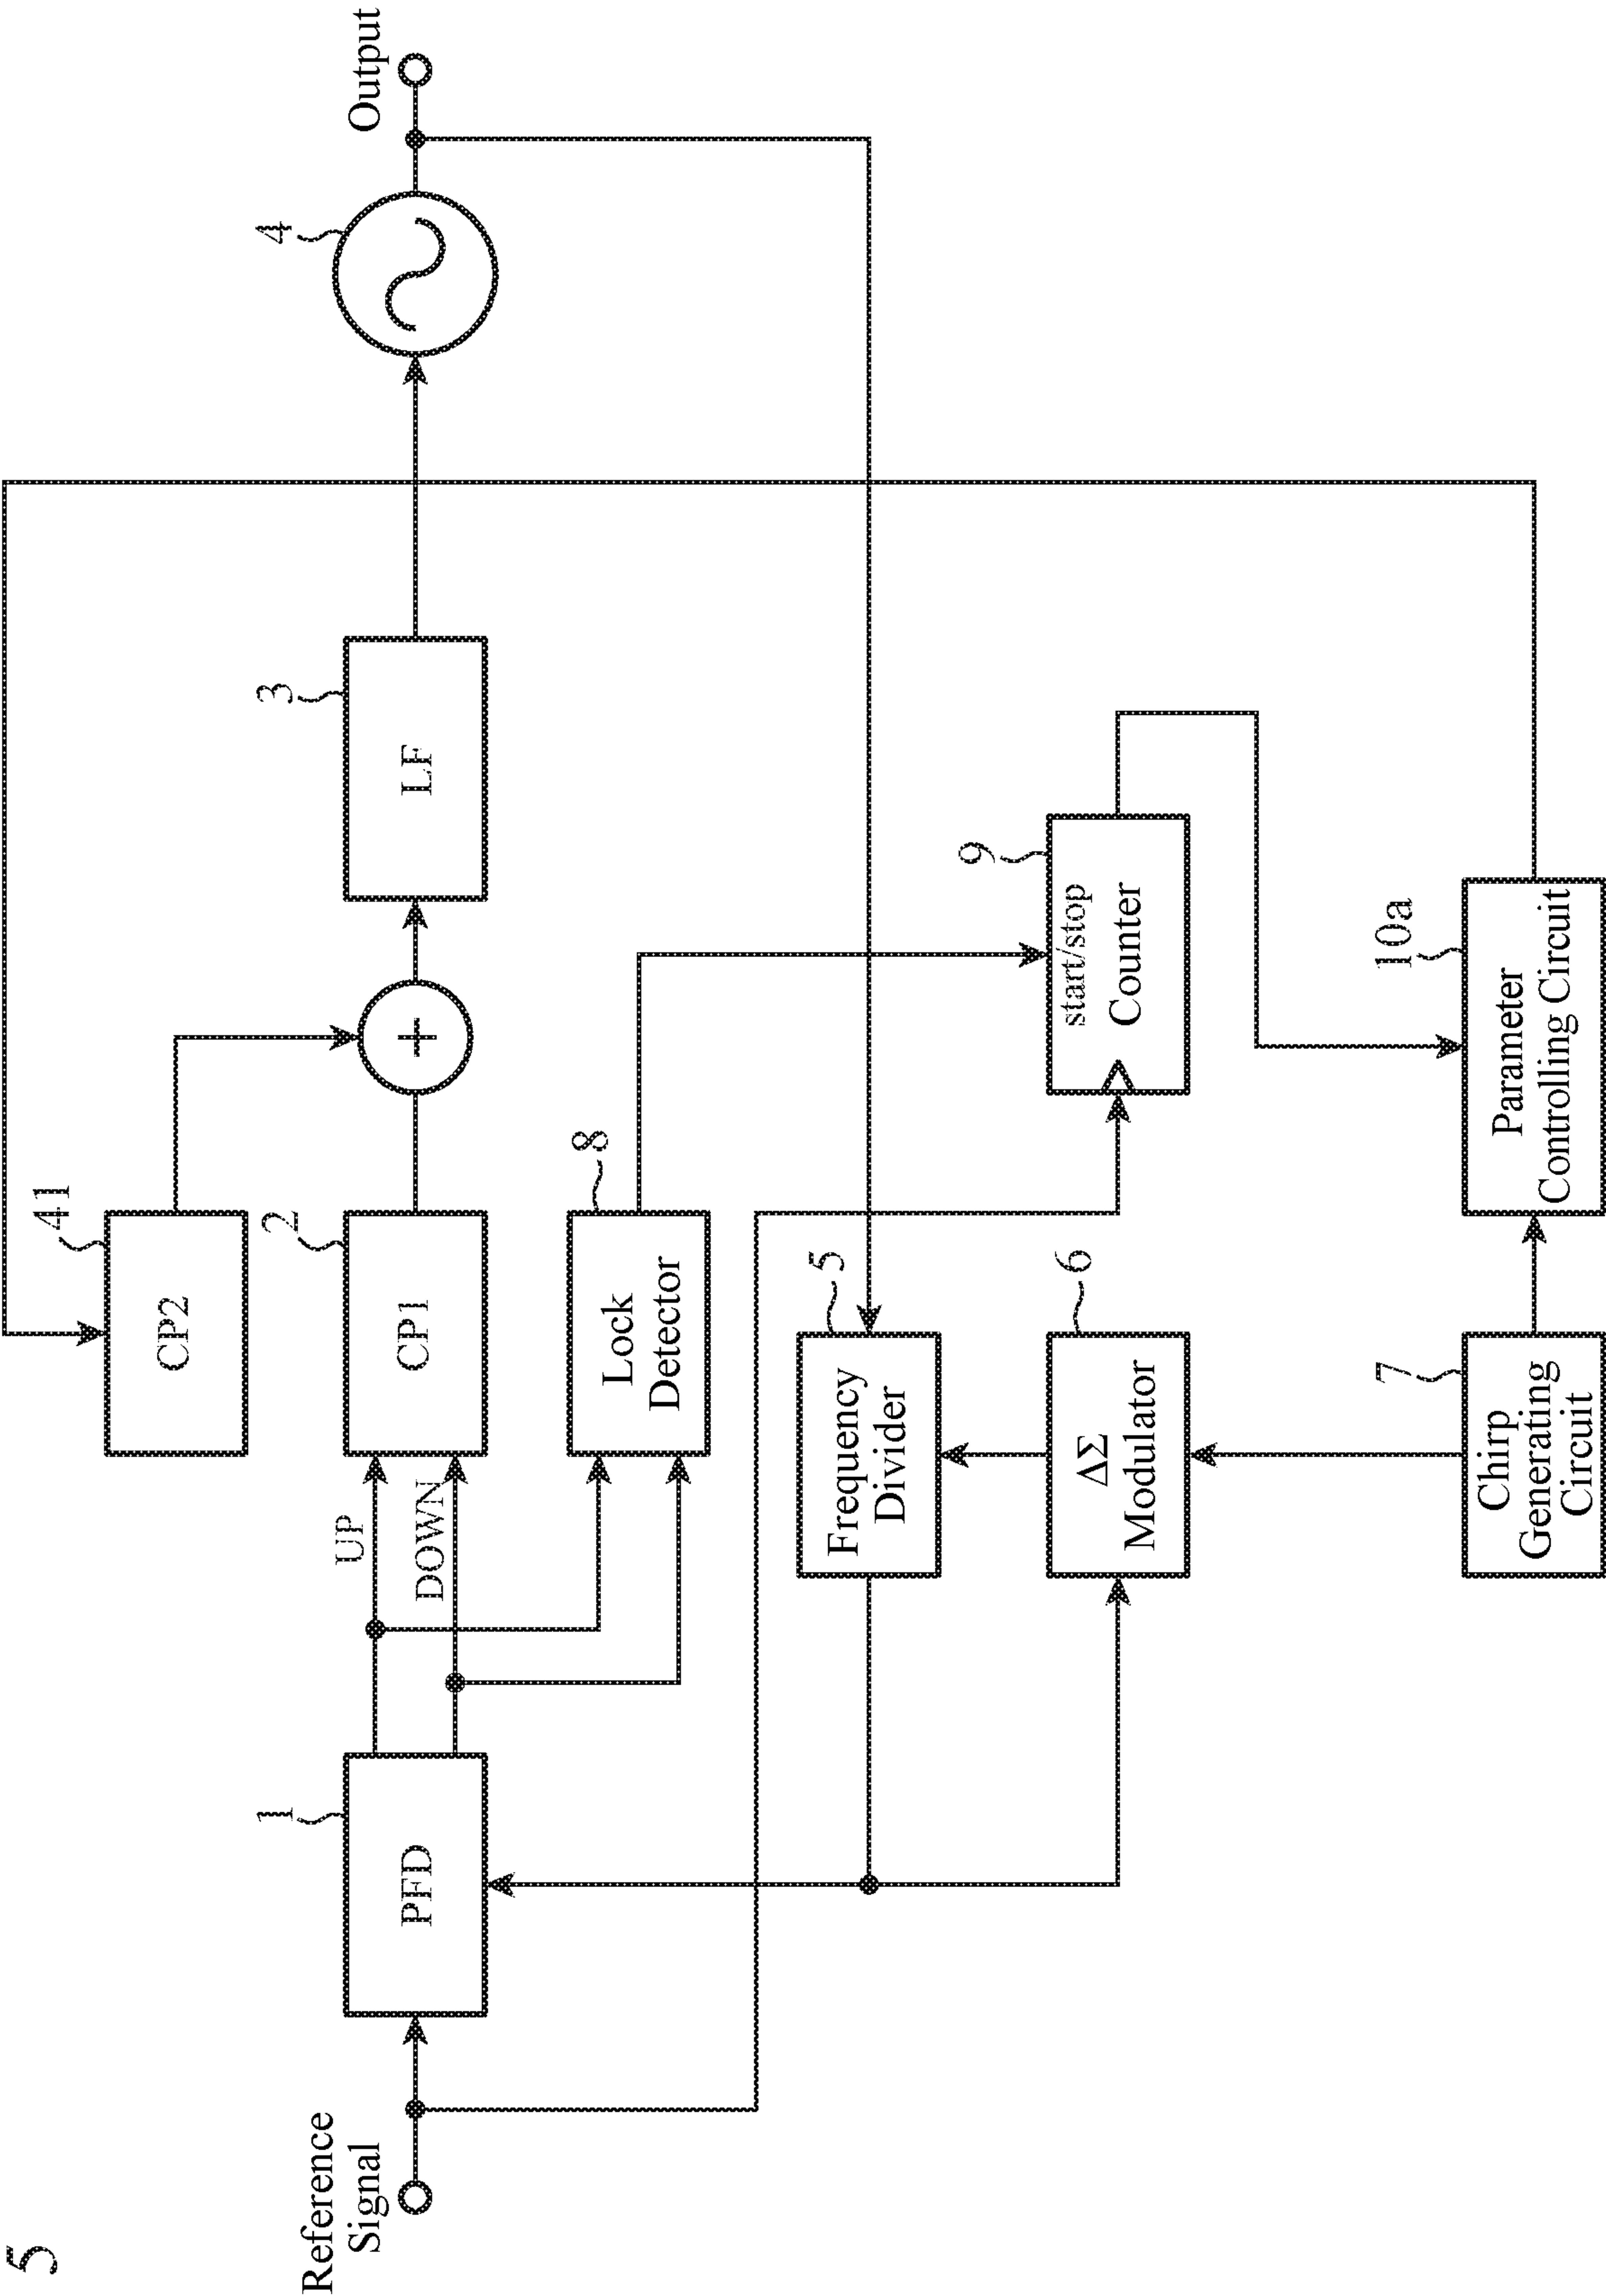 5
Reference
Signal
1
PFD
UP
DOWN
41
CP2
2
CP1
+
3
LF
4
Output
8
Lock
Detector
5
Frequency
Divider
6
ΔΣ
Modulator
7
Chirp
Generating
Circuit
9
start/stop
Counter
10a
Parameter
Controlling Circuit